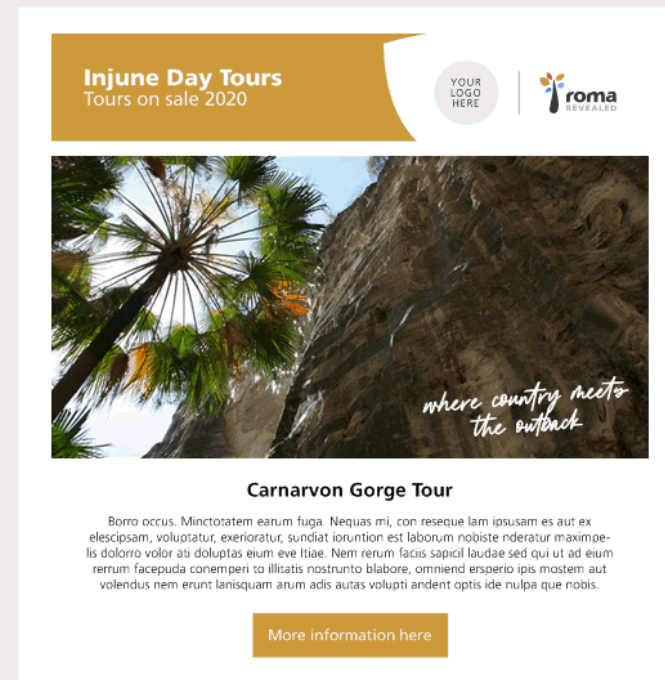 Injune Day Tours
Tours on sale 2020
YOUR
LOGO
HERE
roma
REVEALED
where country meets
the outback
Carnarvon Gorge Tour
Borro occus. Minctotatem earum fuga. Nequas mi, con reseque lam ipsusam es aut ex
elescipsam, voluptatur, exerioratur, sundiat ioruntion est laborum nobiste nderatur maximpe-
lis dolorro volor ati doluptas eium eve ltiae. Nem rerum faciis sapicil laudae sed qui ut ad eium
rerrum facepuda conemperi to illitatis nostrunto blabore, omniend ersperio ipis mostem aut
volendus nem erunt lanisquam arum adis autas volupti andent optis ide nulpa que nobis.
More information here